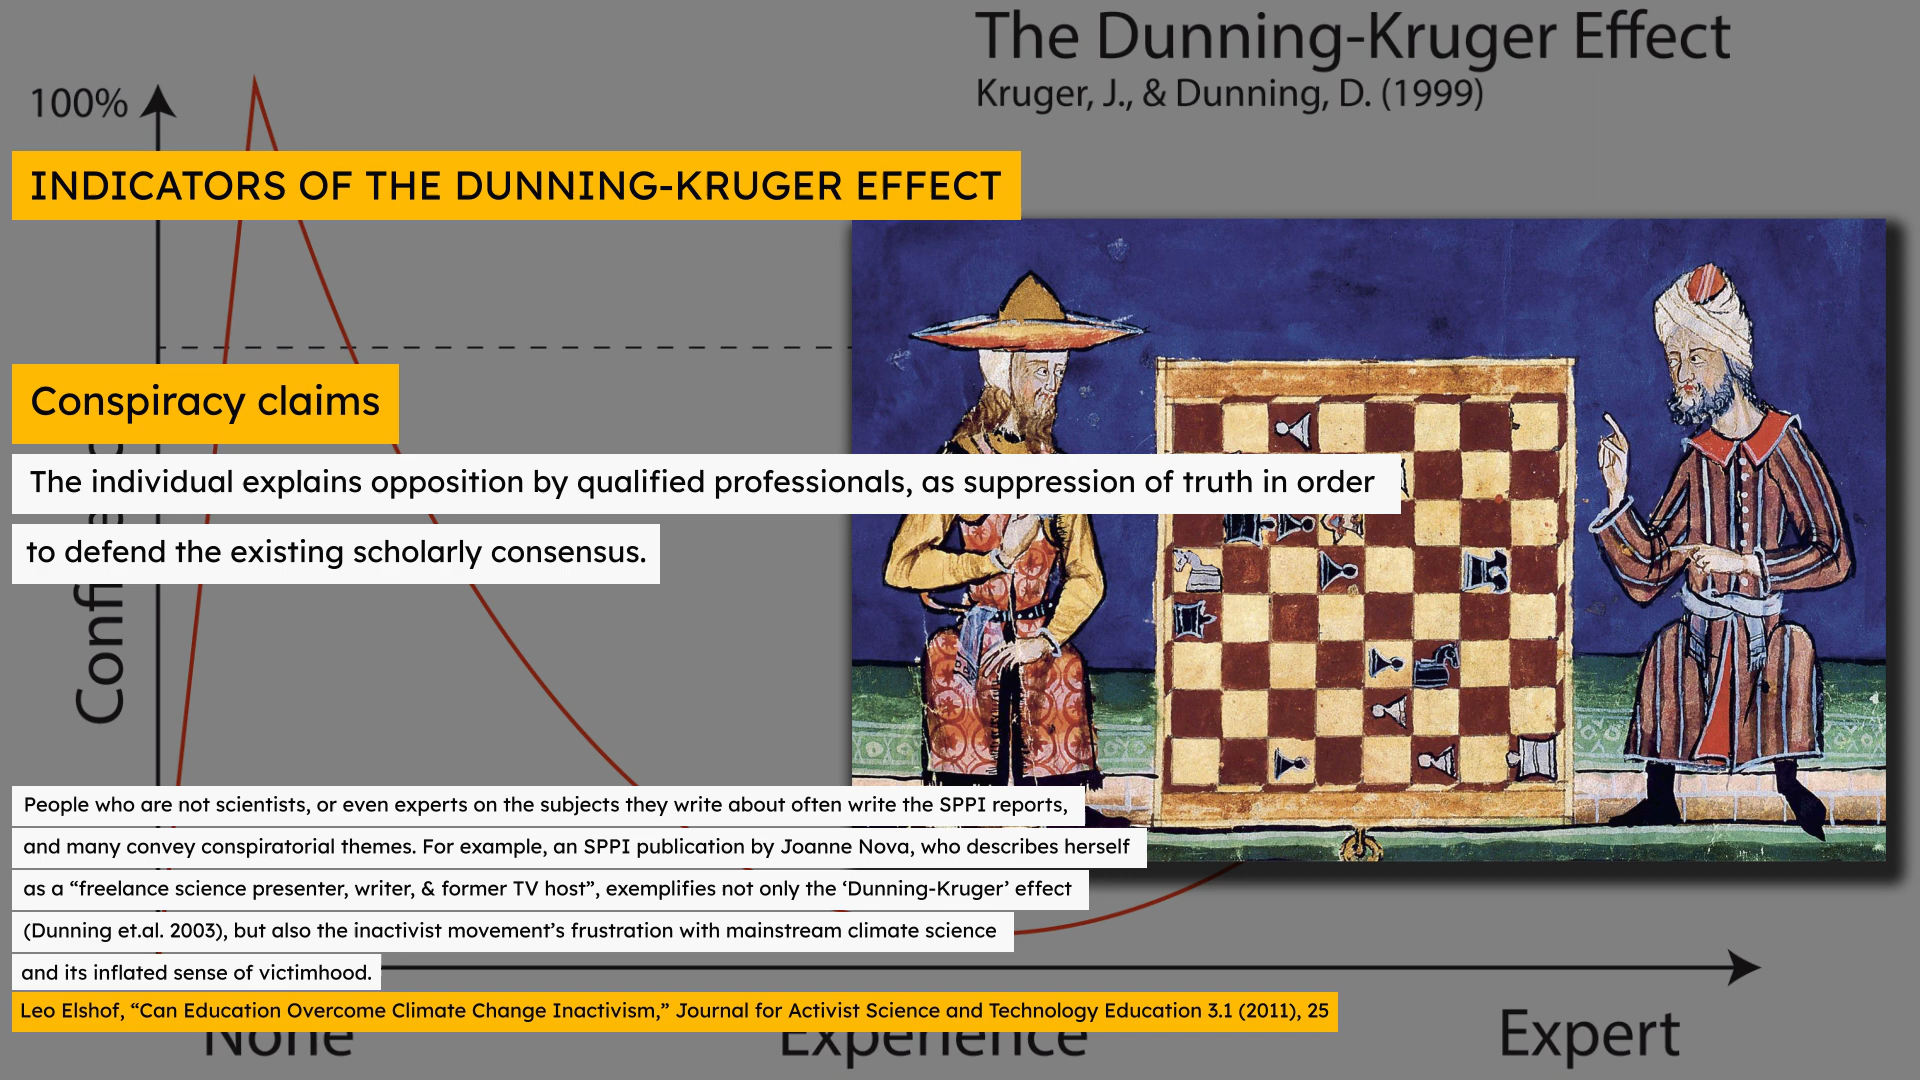 The Dunning-Kruger Effect
Kruger, J., & Dunning, D. (1999)
100%
INDICATORS OF THE DUNNING-KRUGER EFFECT
Conspiracy claims
The individual explains opposition by qualified professionals, as suppression of truth in order
to defend the existing scholarly consensus.
People who are not scientists, or even experts on the subjects they write about often write the SPPI reports,
and many convey conspiratorial themes. For example, an SPPI publication by Joanne Nova, who describes herself
as a “freelance science presenter, writer, & former TV host”, exemplifies not only the ‘Dunning-Kruger’ effect
(Dunning et.al. 2003), but also the inactivist movement’s frustration with mainstream climate science
and its inflated sense of victimhood.
Leo Elshof, “Can Education Overcome Climate Change Inactivism,” Journal for Activist Science and Technology Education 3.1 (2011), 25
None
Experience
Expert